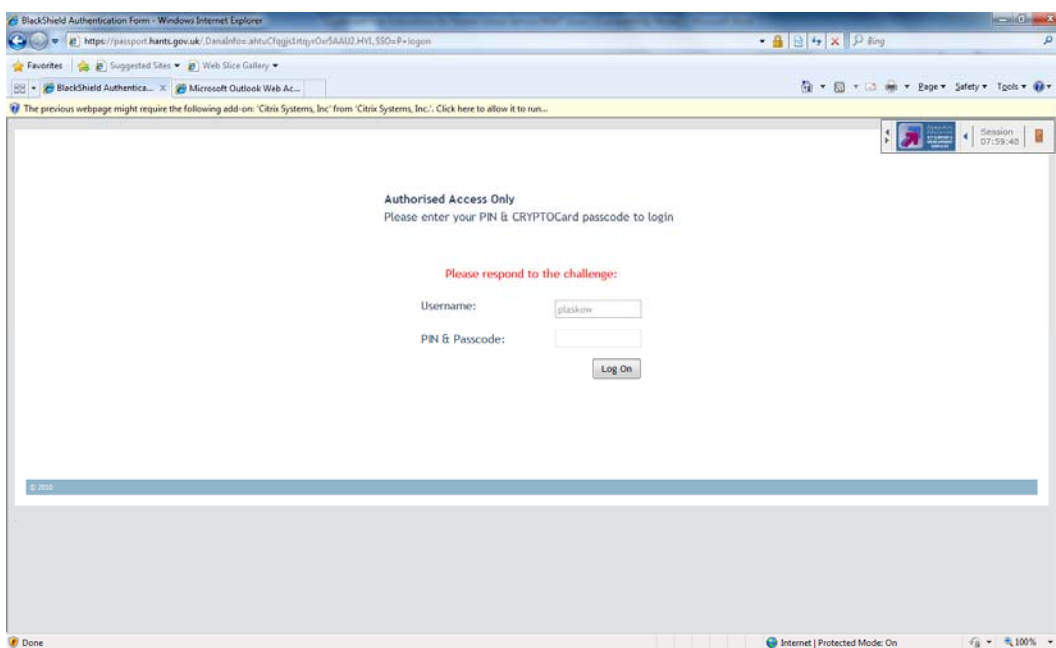 BlackShield Authentication Form - Windows Internet Explorer
https://passport.hants.gov.uk/
Bing
Favorites Suggested Sites Web Slice Gallery
BlackShield Authentica... X Microsoft Outlook Web Ac...
Page Safety Tools
The previous webpage might require the following add-on: 'Citrix Systems, Inc' from 'Citrix Systems, Inc.'. Click here to allow it to run...
Session
07:59:48
Authorised Access Only
Please enter your PIN & CRYPTOCard passcode to login
Please respond to the challenge:
Username:
plaskow
PIN & Passcode:
Log On
© 2010
Done
Internet | Protected Mode: On
100%